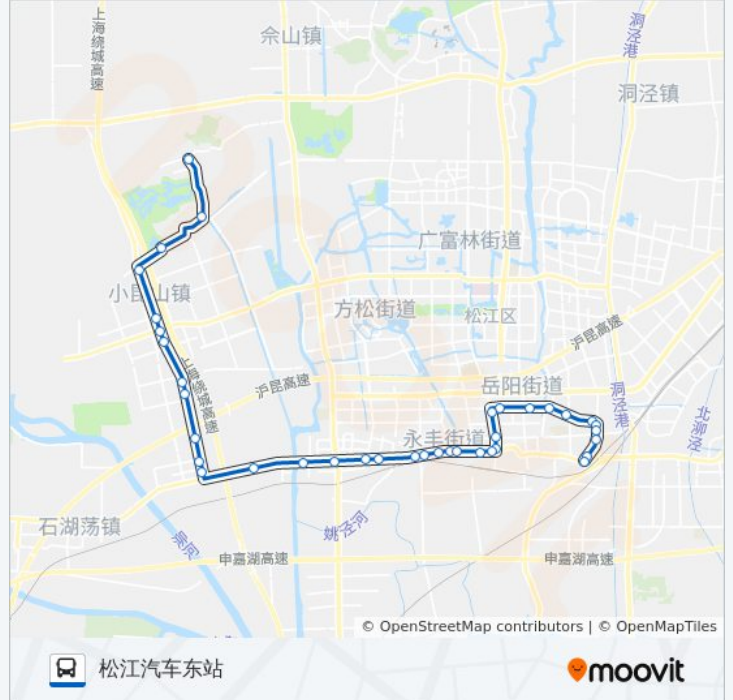 上海绕城高速
佘山镇
洞泾港
洞泾镇
广富林街道
小昆山镇
方松街道
松江区
沪昆高速
上海绕城高速
沪昆高速
岳阳街道
洞泾港
北泖泾
永丰街道
石湖荡镇
姚泾河
申嘉湖高速
申嘉湖高速
© OpenStreetMap contributors | © OpenMapTiles
松江汽车东站
moovit